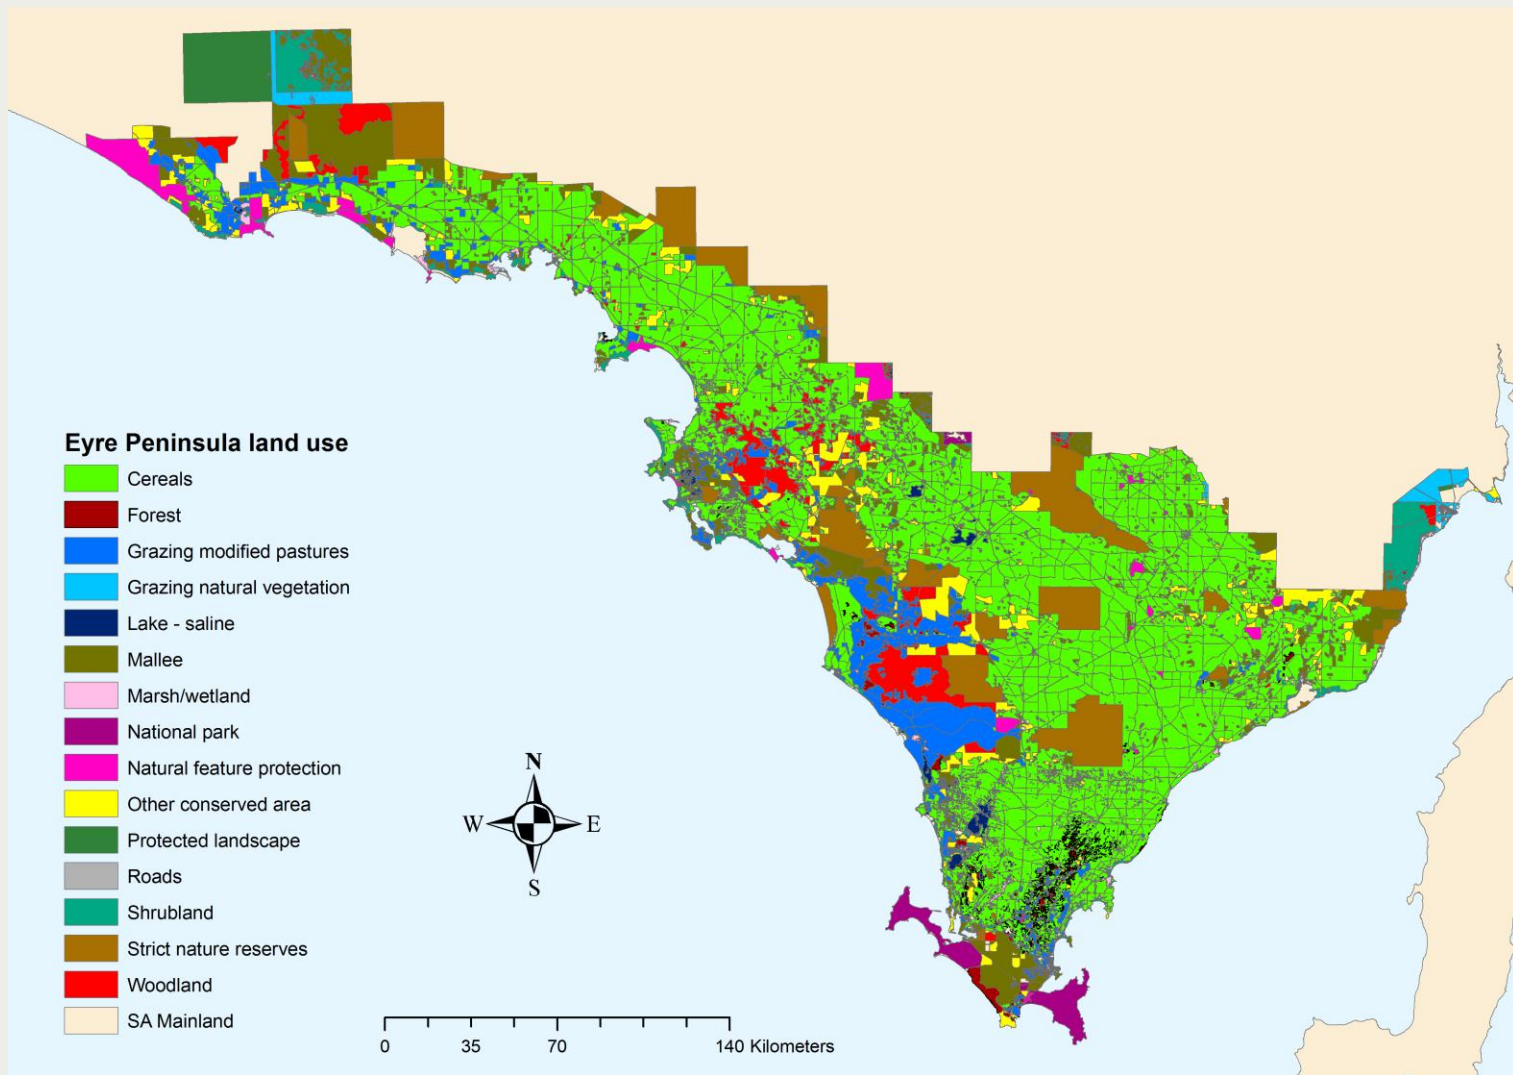 Eyre Peninsula land use
Cereals
Forest
Grazing modified pastures
Grazing natural vegetation
Lake - saline
Mallee
Marsh/wetland
National park
Natural feature protection
Other conserved area
Protected landscape
Roads
Shrubland
Strict nature reserves
Woodland
SA Mainland
N
W E
S
0 35 70 140 Kilometers